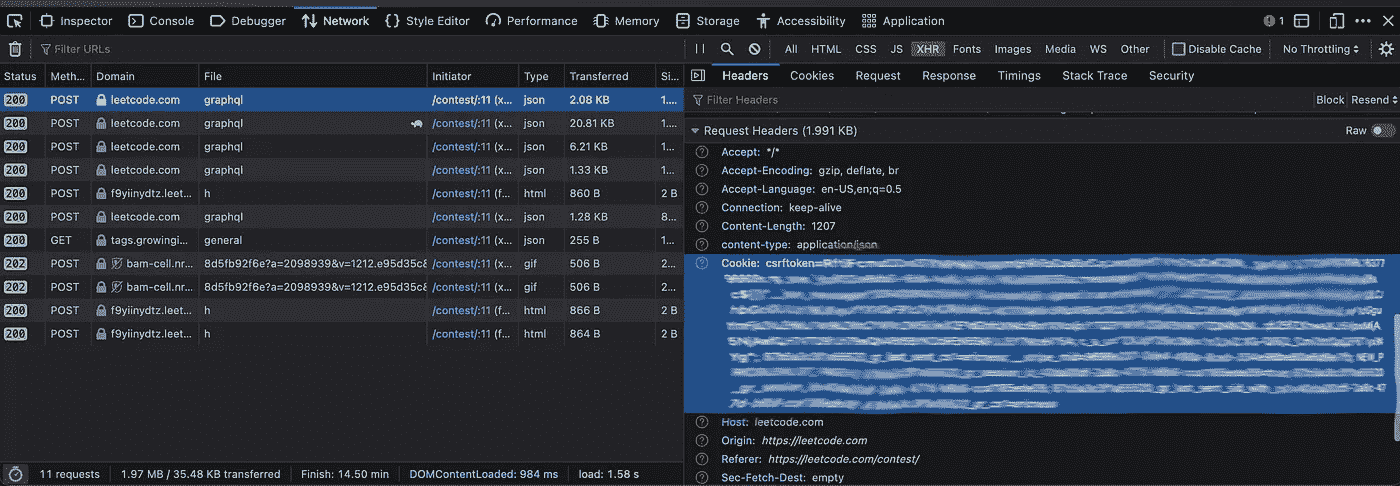 Inspector Console Debugger Network Style Editor Performance Memory Storage Accessibility Application 1
Filter URLs All HTML CSS JS XHR Fonts Images Media WS Other Disable Cache No Throttling
Status Meth... Domain File Initiator Type Transferred Si...
Headers Cookies Request Response Timings Stack Trace Security
200 POST leetcode.com graphql /contest/:11 (x... json 2.08 KB 1....
Filter Headers Block Resend
200 POST leetcode.com graphql /contest/:11 (x... json 20.81 KB 1...
Request Headers (1.991 KB) Raw
200 POST leetcode.com graphql /contest/:11 (x... json 6.21 KB 1...
Accept: */*
200 POST leetcode.com graphql /contest/:11 (x... json 1.33 KB 1...
Accept-Encoding: gzip, deflate, br
200 POST f9yiinydtz.leet... h /contest/:11 (f... html 860 B 2 B
Accept-Language: en-US,en;q=0.5
Connection: keep-alive
200 POST leetcode.com graphql /contest/:11 (x... json 1.28 KB 8...
Content-Length: 1207
200 GET tags.growingi... general /contest/:11 (x... json 255 B 1...
content-type: application/json
202 POST bam-cell.nr... 8d5fb92f6e?a=2098939&v=1212.e95d35c& /contest/:11 (x... gif 506 B 2...
Cookie: csrftoken=
202 POST bam-cell.nr... 8d5fb92f6e?a=2098939&v=1212.e95d35c& /contest/:11 (x... gif 506 B 2...
200 POST f9yiinydtz.leet... h /contest/:11 (f... html 866 B 2 B
200 POST f9yiinydtz.leet... h /contest/:11 (f... html 864 B 2 B
Host: leetcode.com
Origin: https://leetcode.com
Referer: https://leetcode.com/contest/
11 requests 1.97 MB / 35.48 KB transferred Finish: 14.50 min DOMContentLoaded: 984 ms load: 1.58 s
Sec-Fetch-Dest: empty